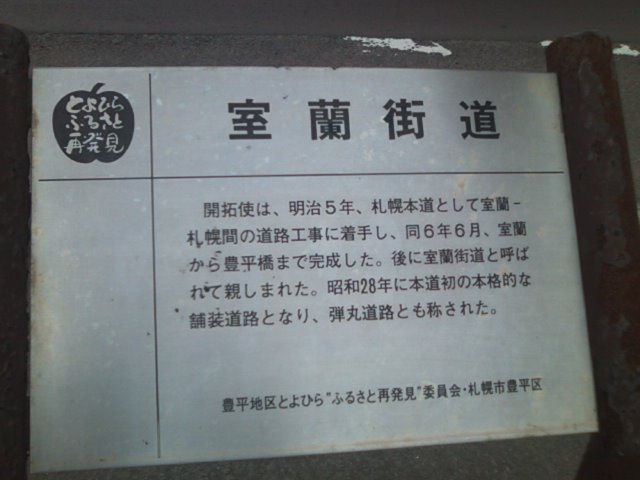 とよひら
ふるさと
再発見
室蘭街道
開拓使は、明治5年、札幌本道として室蘭-
札幌間の道路工事に着手し、同6年6月、室蘭
から豊平橋まで完成した。後に室蘭街道と呼ば
れて親しまれた。昭和28年に本道初の本格的な
舗装道路となり、弾丸道路とも称された。
豊平地区とよひら"ふるさと再発見"委員会・札幌市豊平区